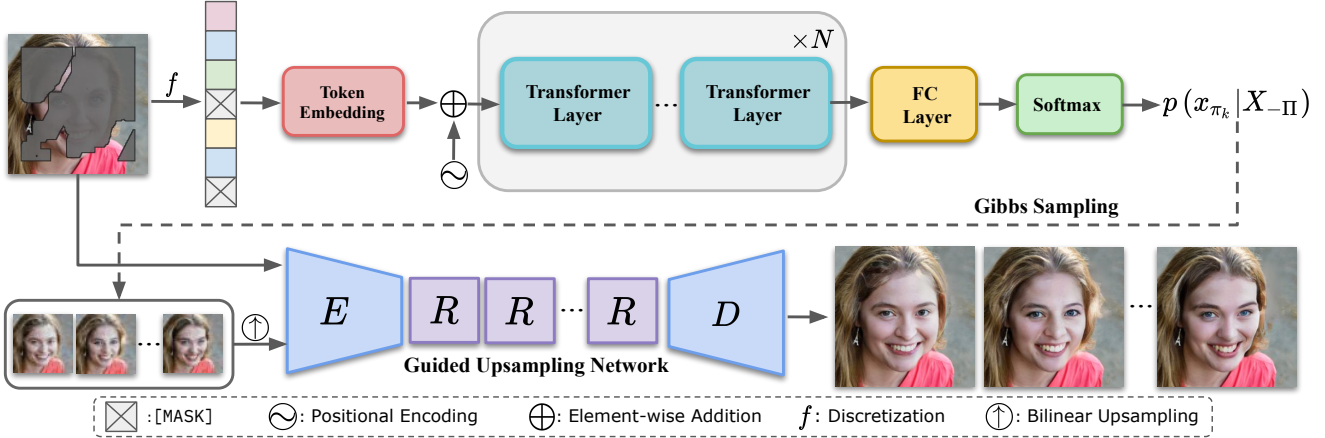 f
Token
Embedding
Transformer
Layer
...
Transformer
Layer
×N
FC
Layer
Softmax
p (x_{π_k}|X_{−Π})
Gibbs Sampling
E
R
R
...
R
D
...
...
Guided Upsampling Network
:[MASK]
: Positional Encoding
: Element-wise Addition
f: Discretization
: Bilinear Upsampling